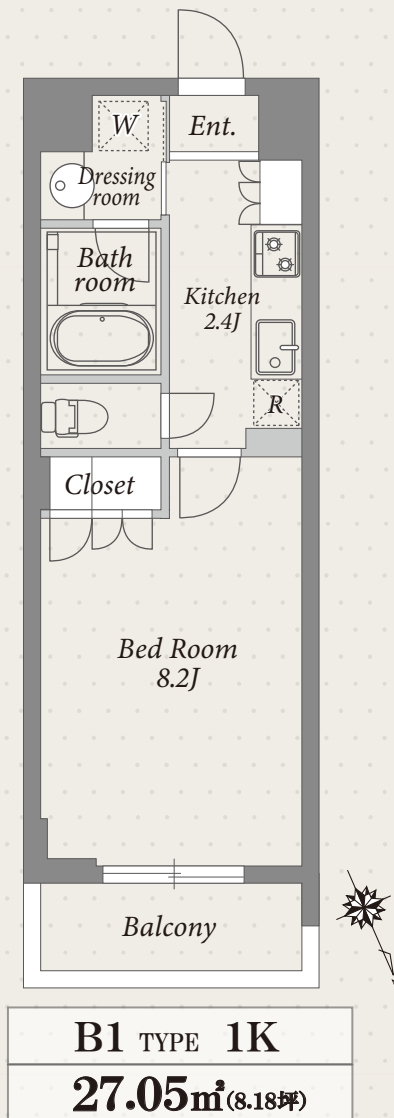 W
Ent.
Dressing
room
Bath
room
Kitchen
2.4J
R
Closet
Bed Room
8.2J
Balcony
B1 TYPE 1K
27.05㎡(8.18坪)